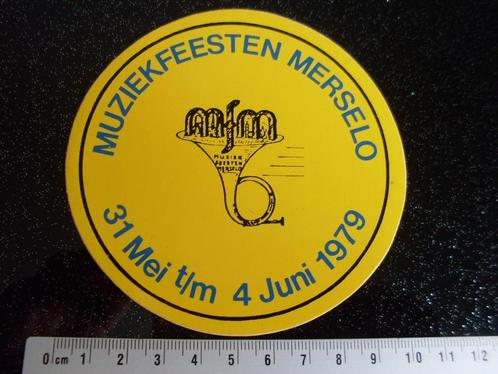 MUZIEKFEESTEN MERSELO
mfm
MUZIEK
FEESTEN
MERSELO
31 Mei t/m 4 Juni 1979
0 cm 1 2 3 4 5 6 7 8 9 10 11 12